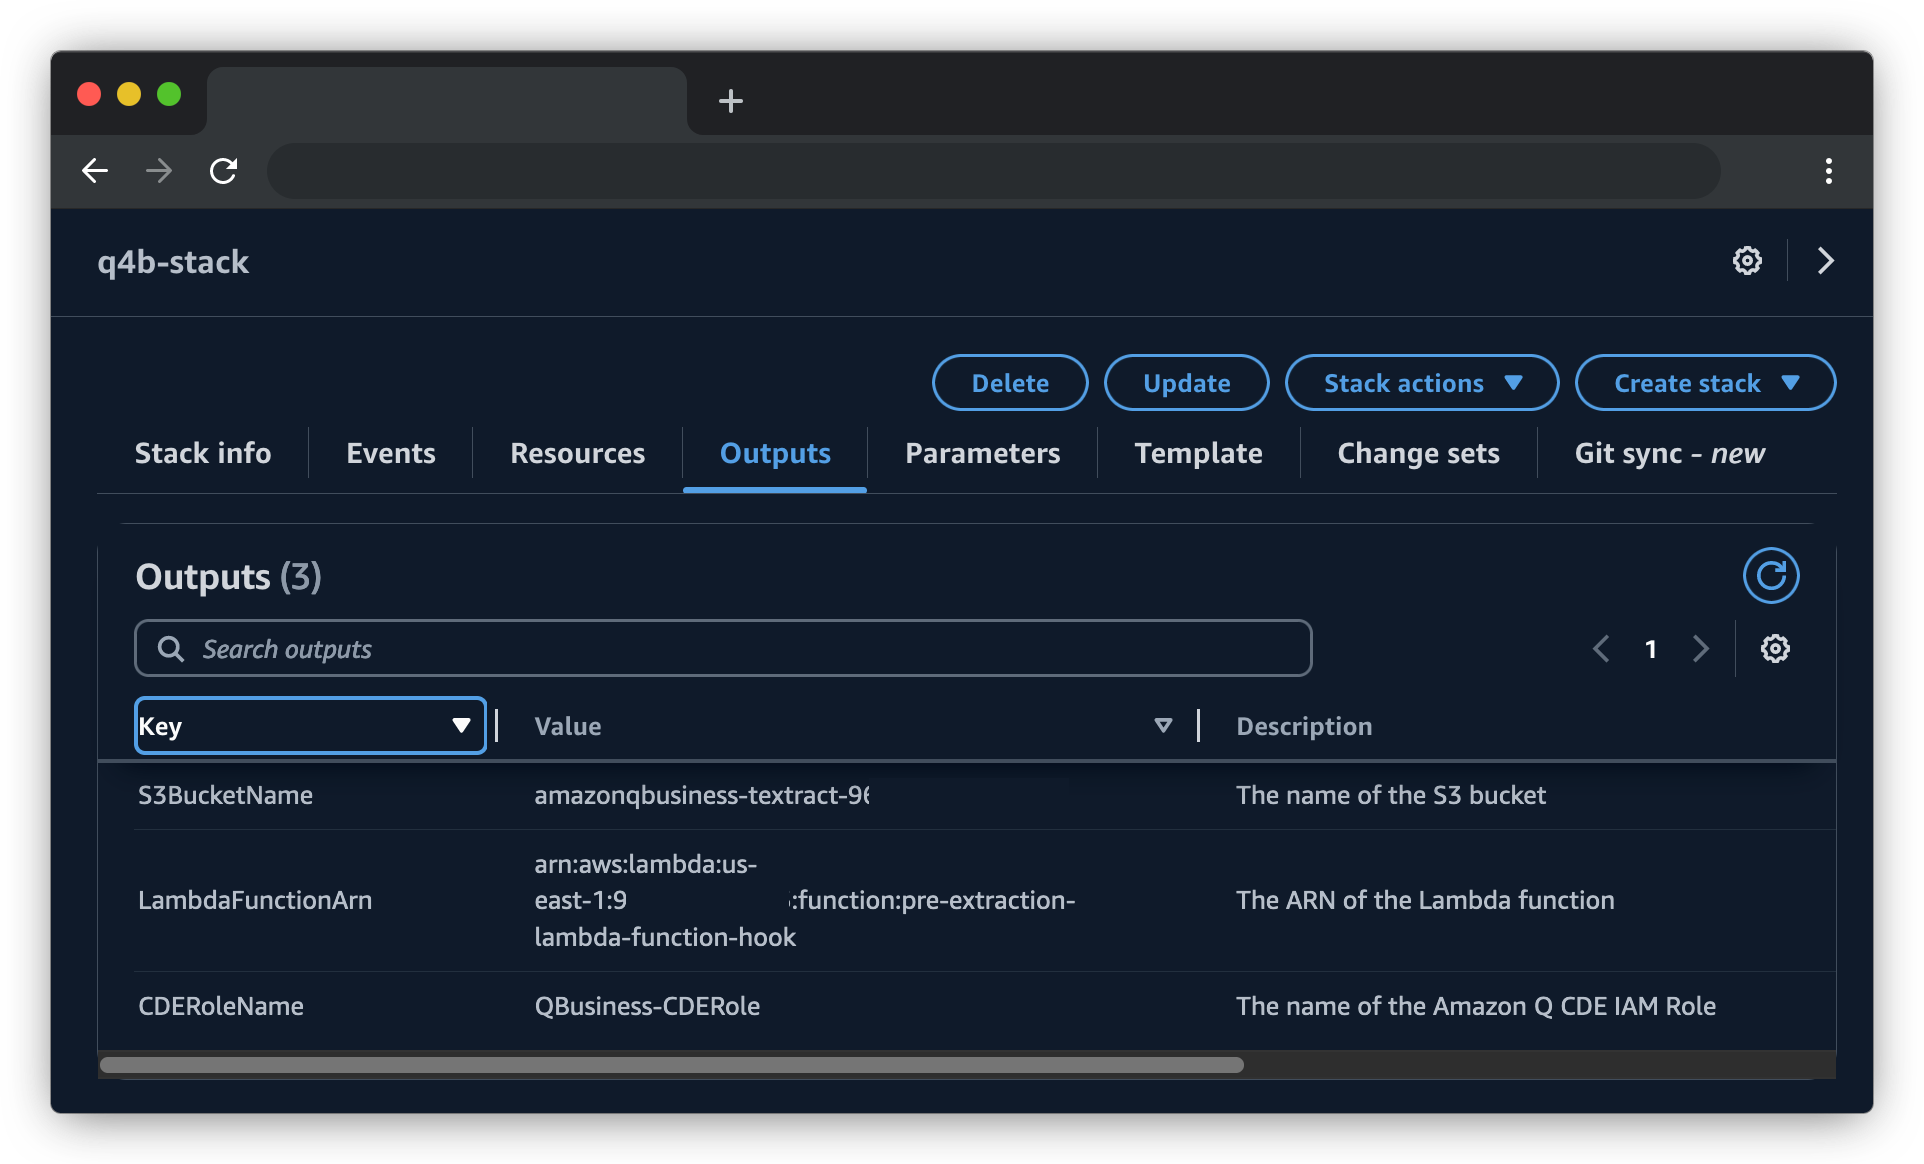 q4b-stack
Delete
Update
Stack actions
Create stack
Stack info
Events
Resources
Outputs
Parameters
Template
Change sets
Git sync - new
Outputs (3)
Search outputs
1
Key
Value
Description
S3BucketName
amazonqbusiness-textract-96
The name of the S3 bucket
LambdaFunctionArn
arn:aws:lambda:us-
east-1:9 :function:pre-extraction-
lambda-function-hook
The ARN of the Lambda function
CDERoleName
QBusiness-CDERole
The name of the Amazon Q CDE IAM Role